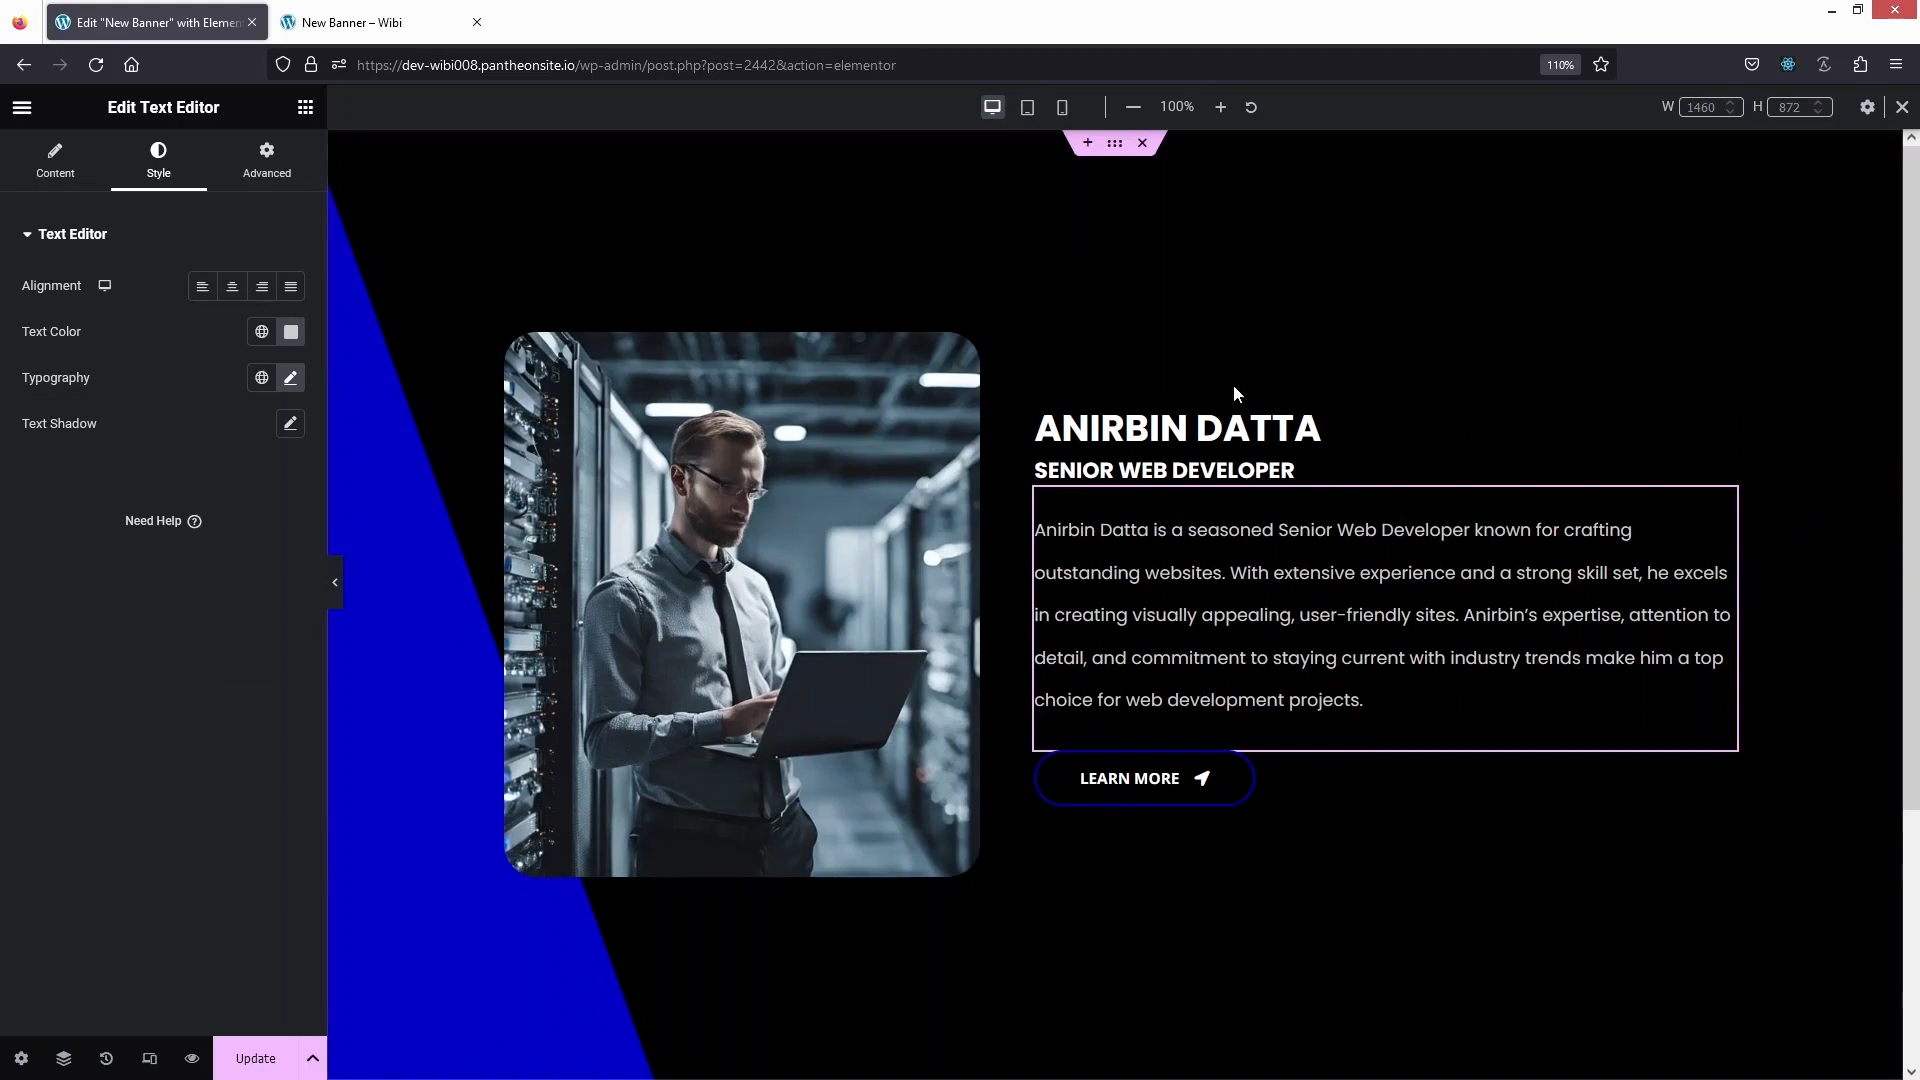 Edit "New Banner" with Elemen
New Banner – Wibi
https://dev-wibi008.pantheonsite.io/wp-admin/post.php?post=2442&action=elementor
110%
Edit Text Editor
100%
W 1460 H 872
Content Style Advanced
Text Editor
Alignment
Text Color
Typography
Text Shadow
Need Help
ANIRBIN DATTA
SENIOR WEB DEVELOPER
Anirbin Datta is a seasoned Senior Web Developer known for crafting
outstanding websites. With extensive experience and a strong skill set, he excels
in creating visually appealing, user-friendly sites. Anirbin’s expertise, attention to
detail, and commitment to staying current with industry trends make him a top
choice for web development projects.
LEARN MORE
Update